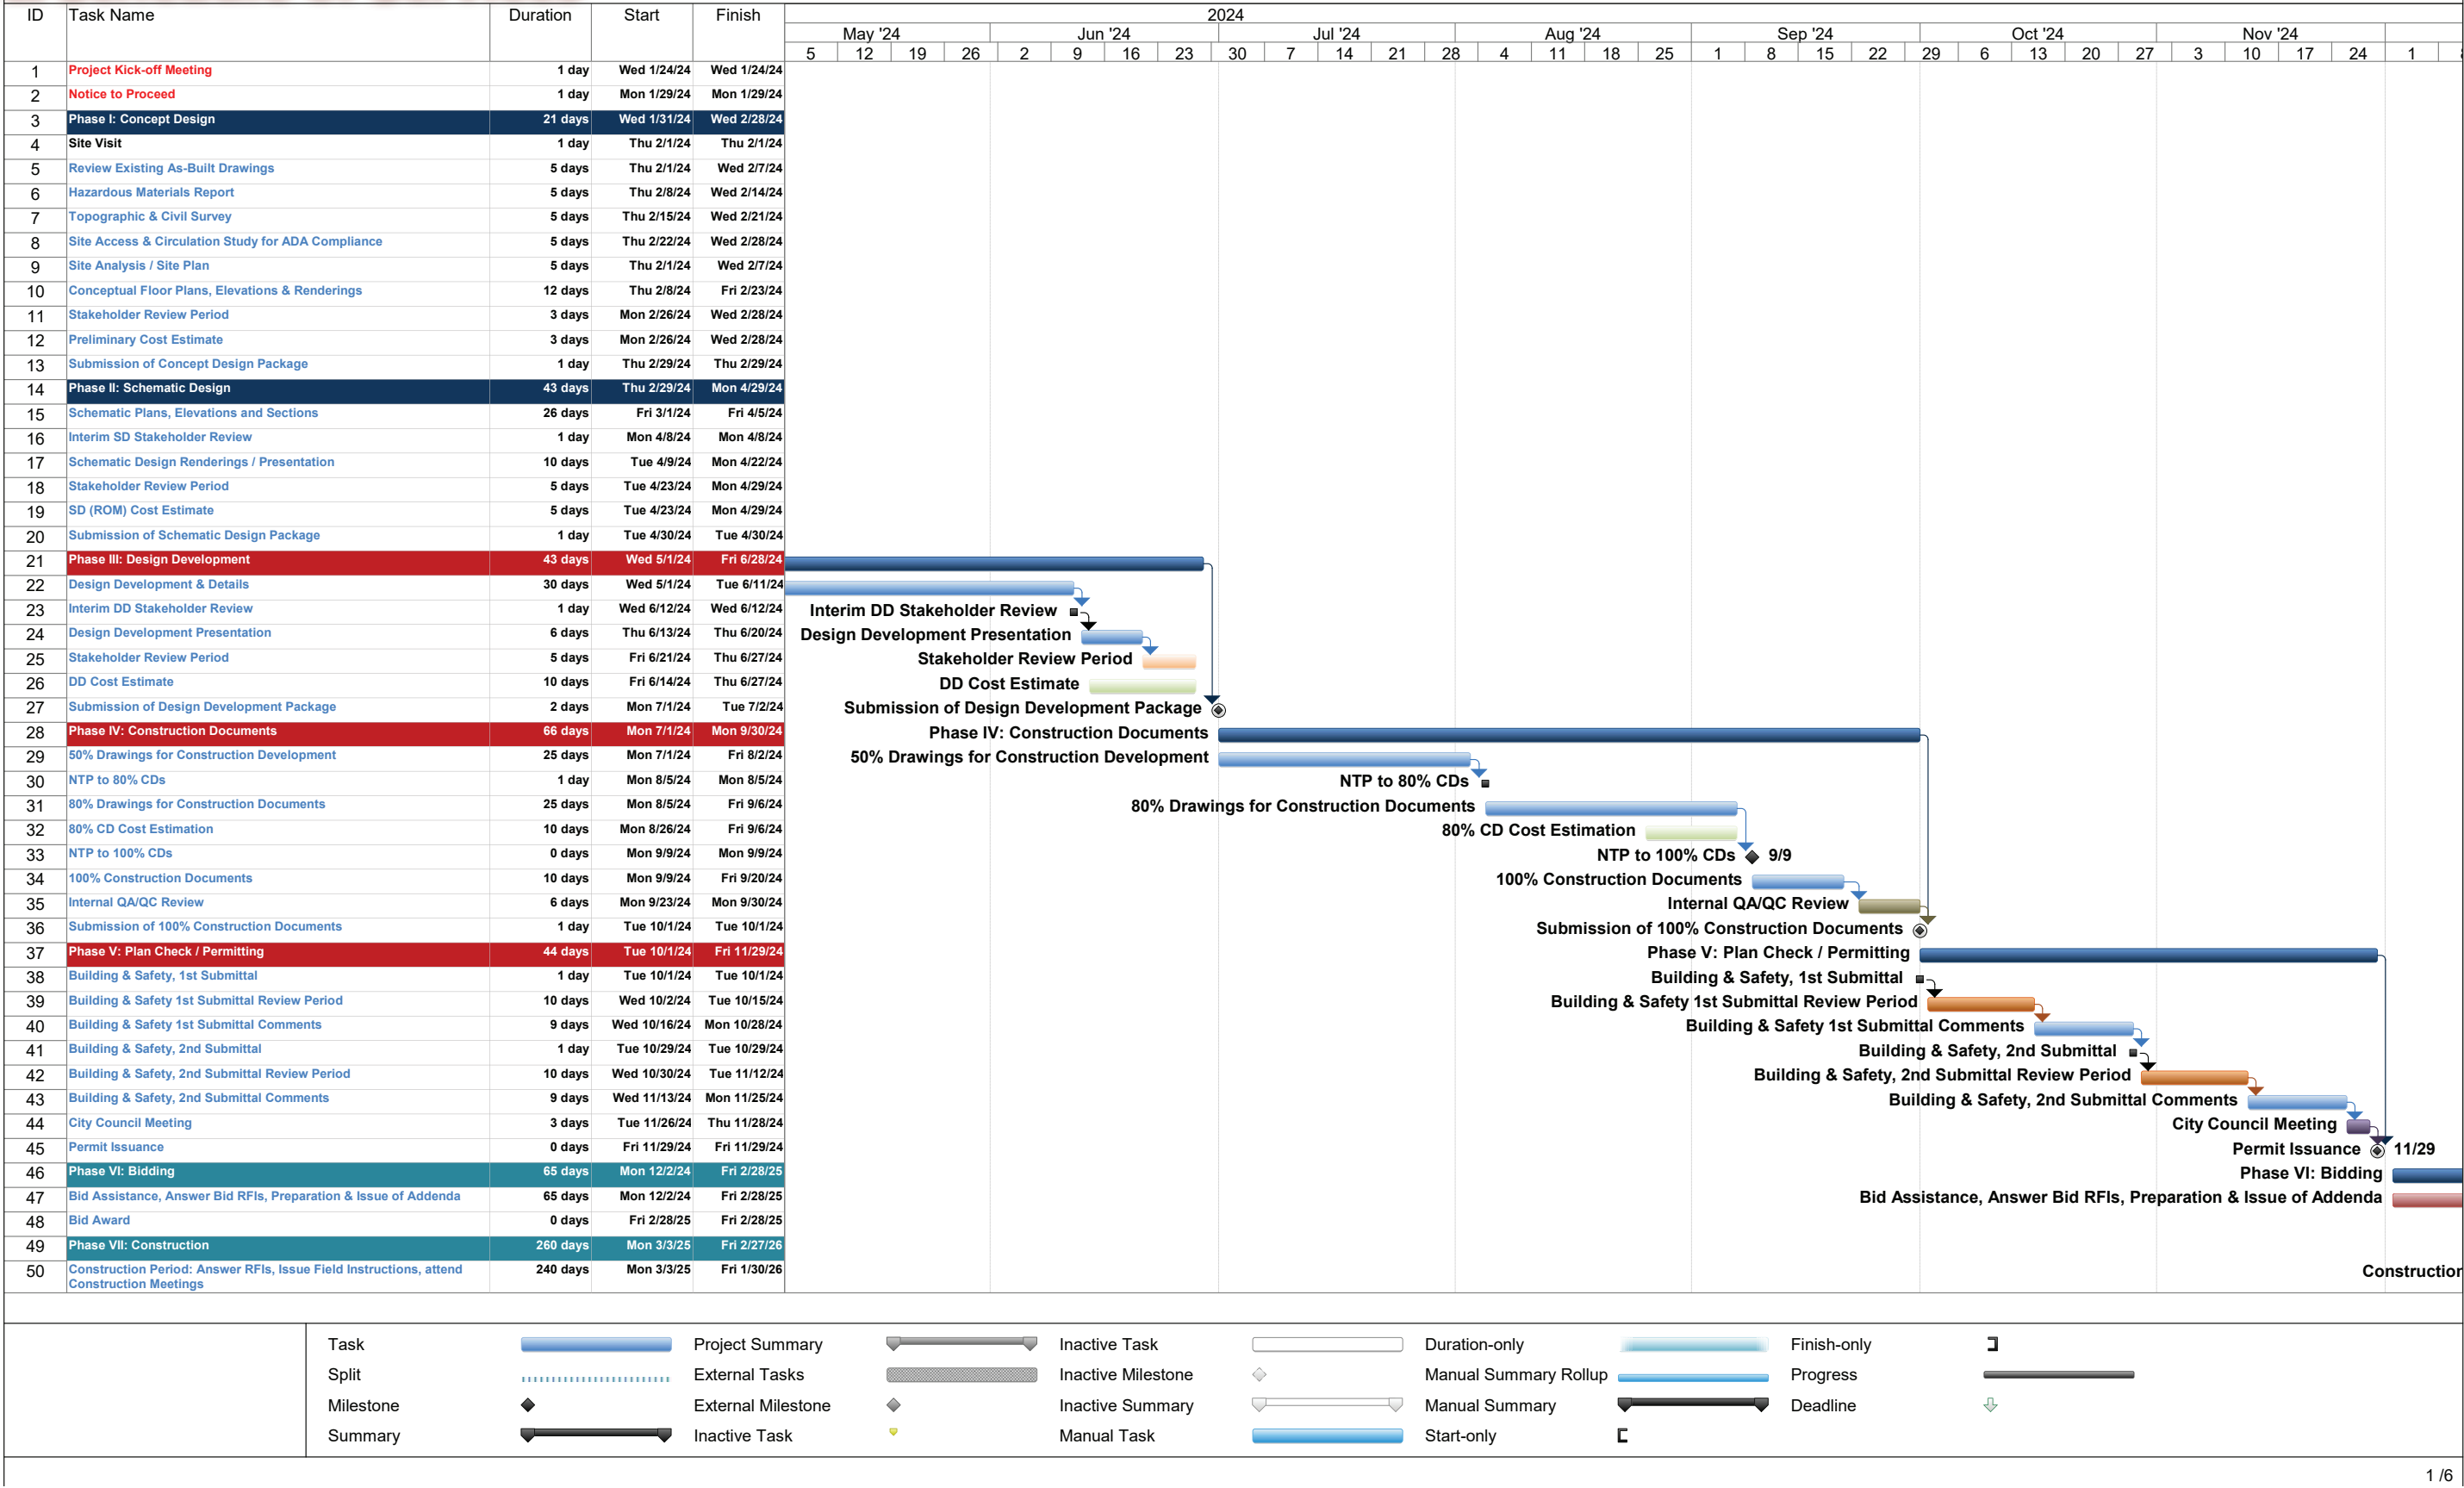 ID Task Name Duration Start Finish 2024
May '24 Jun '24 Jul '24 Aug '24 Sep '24 Oct '24 Nov '24
5 12 19 26 2 9 16 23 30 7 14 21 28 4 11 18 25 1 8 15 22 29 6 13 20 27 3 10 17 24 1
1 Project Kick-off Meeting 1 day Wed 1/24/24 Wed 1/24/24
2 Notice to Proceed 1 day Mon 1/29/24 Mon 1/29/24
3 Phase I: Concept Design 21 days Wed 1/31/24 Wed 2/28/24
4 Site Visit 1 day Thu 2/1/24 Thu 2/1/24
5 Review Existing As-Built Drawings 5 days Thu 2/1/24 Wed 2/7/24
6 Hazardous Materials Report 5 days Thu 2/8/24 Wed 2/14/24
7 Topographic & Civil Survey 5 days Thu 2/15/24 Wed 2/21/24
8 Site Access & Circulation Study for ADA Compliance 5 days Thu 2/22/24 Wed 2/28/24
9 Site Analysis / Site Plan 5 days Thu 2/1/24 Wed 2/7/24
10 Conceptual Floor Plans, Elevations & Renderings 12 days Thu 2/8/24 Fri 2/23/24
11 Stakeholder Review Period 3 days Mon 2/26/24 Wed 2/28/24
12 Preliminary Cost Estimate 3 days Mon 2/26/24 Wed 2/28/24
13 Submission of Concept Design Package 1 day Thu 2/29/24 Thu 2/29/24
14 Phase II: Schematic Design 43 days Thu 2/29/24 Mon 4/29/24
15 Schematic Plans, Elevations and Sections 26 days Fri 3/1/24 Fri 4/5/24
16 Interim SD Stakeholder Review 1 day Mon 4/8/24 Mon 4/8/24
17 Schematic Design Renderings / Presentation 10 days Tue 4/9/24 Mon 4/22/24
18 Stakeholder Review Period 5 days Tue 4/23/24 Mon 4/29/24
19 SD (ROM) Cost Estimate 5 days Tue 4/23/24 Mon 4/29/24
20 Submission of Schematic Design Package 1 day Tue 4/30/24 Tue 4/30/24
21 Phase III: Design Development 43 days Wed 5/1/24 Fri 6/28/24
22 Design Development & Details 30 days Wed 5/1/24 Tue 6/11/24
23 Interim DD Stakeholder Review 1 day Wed 6/12/24 Wed 6/12/24 Interim DD Stakeholder Review
24 Design Development Presentation 6 days Thu 6/13/24 Thu 6/20/24 Design Development Presentation
25 Stakeholder Review Period 5 days Fri 6/21/24 Thu 6/27/24 Stakeholder Review Period
26 DD Cost Estimate 10 days Fri 6/14/24 Thu 6/27/24 DD Cost Estimate
27 Submission of Design Development Package 2 days Mon 7/1/24 Tue 7/2/24 Submission of Design Development Package
28 Phase IV: Construction Documents 66 days Mon 7/1/24 Mon 9/30/24 Phase IV: Construction Documents
29 50% Drawings for Construction Development 25 days Mon 7/1/24 Fri 8/2/24 50% Drawings for Construction Development
30 NTP to 80% CDs 1 day Mon 8/5/24 Mon 8/5/24 NTP to 80% CDs
31 80% Drawings for Construction Documents 25 days Mon 8/5/24 Fri 9/6/24 80% Drawings for Construction Documents
32 80% CD Cost Estimation 10 days Mon 8/26/24 Fri 9/6/24 80% CD Cost Estimation
33 NTP to 100% CDs 0 days Mon 9/9/24 Mon 9/9/24 NTP to 100% CDs 9/9
34 100% Construction Documents 10 days Mon 9/9/24 Fri 9/20/24 100% Construction Documents
35 Internal QA/QC Review 6 days Mon 9/23/24 Mon 9/30/24 Internal QA/QC Review
36 Submission of 100% Construction Documents 1 day Tue 10/1/24 Tue 10/1/24 Submission of 100% Construction Documents
37 Phase V: Plan Check / Permitting 44 days Tue 10/1/24 Fri 11/29/24 Phase V: Plan Check / Permitting
38 Building & Safety, 1st Submittal 1 day Tue 10/1/24 Tue 10/1/24 Building & Safety, 1st Submittal
39 Building & Safety 1st Submittal Review Period 10 days Wed 10/2/24 Tue 10/15/24 Building & Safety 1st Submittal Review Period
40 Building & Safety 1st Submittal Comments 9 days Wed 10/16/24 Mon 10/28/24 Building & Safety 1st Submittal Comments
41 Building & Safety, 2nd Submittal 1 day Tue 10/29/24 Tue 10/29/24 Building & Safety, 2nd Submittal
42 Building & Safety, 2nd Submittal Review Period 10 days Wed 10/30/24 Tue 11/12/24 Building & Safety, 2nd Submittal Review Period
43 Building & Safety, 2nd Submittal Comments 9 days Wed 11/13/24 Mon 11/25/24 Building & Safety, 2nd Submittal Comments
44 City Council Meeting 3 days Tue 11/26/24 Thu 11/28/24 City Council Meeting
45 Permit Issuance 0 days Fri 11/29/24 Fri 11/29/24 Permit Issuance 11/29
46 Phase VI: Bidding 65 days Mon 12/2/24 Fri 2/28/25 Phase VI: Bidding
47 Bid Assistance, Answer Bid RFIs, Preparation & Issue of Addenda 65 days Mon 12/2/24 Fri 2/28/25 Bid Assistance, Answer Bid RFIs, Preparation & Issue of Addenda
48 Bid Award 0 days Fri 2/28/25 Fri 2/28/25
49 Phase VII: Construction 260 days Mon 3/3/25 Fri 2/27/26
50 Construction Period: Answer RFIs, Issue Field Instructions, attend 240 days Mon 3/3/25 Fri 1/30/26 Construction
Construction Meetings
Task Project Summary Inactive Task Duration-only Finish-only
Split External Tasks Inactive Milestone Manual Summary Rollup Progress
Milestone External Milestone Inactive Summary Manual Summary Deadline
Summary Inactive Task Manual Task Start-only
1 /6